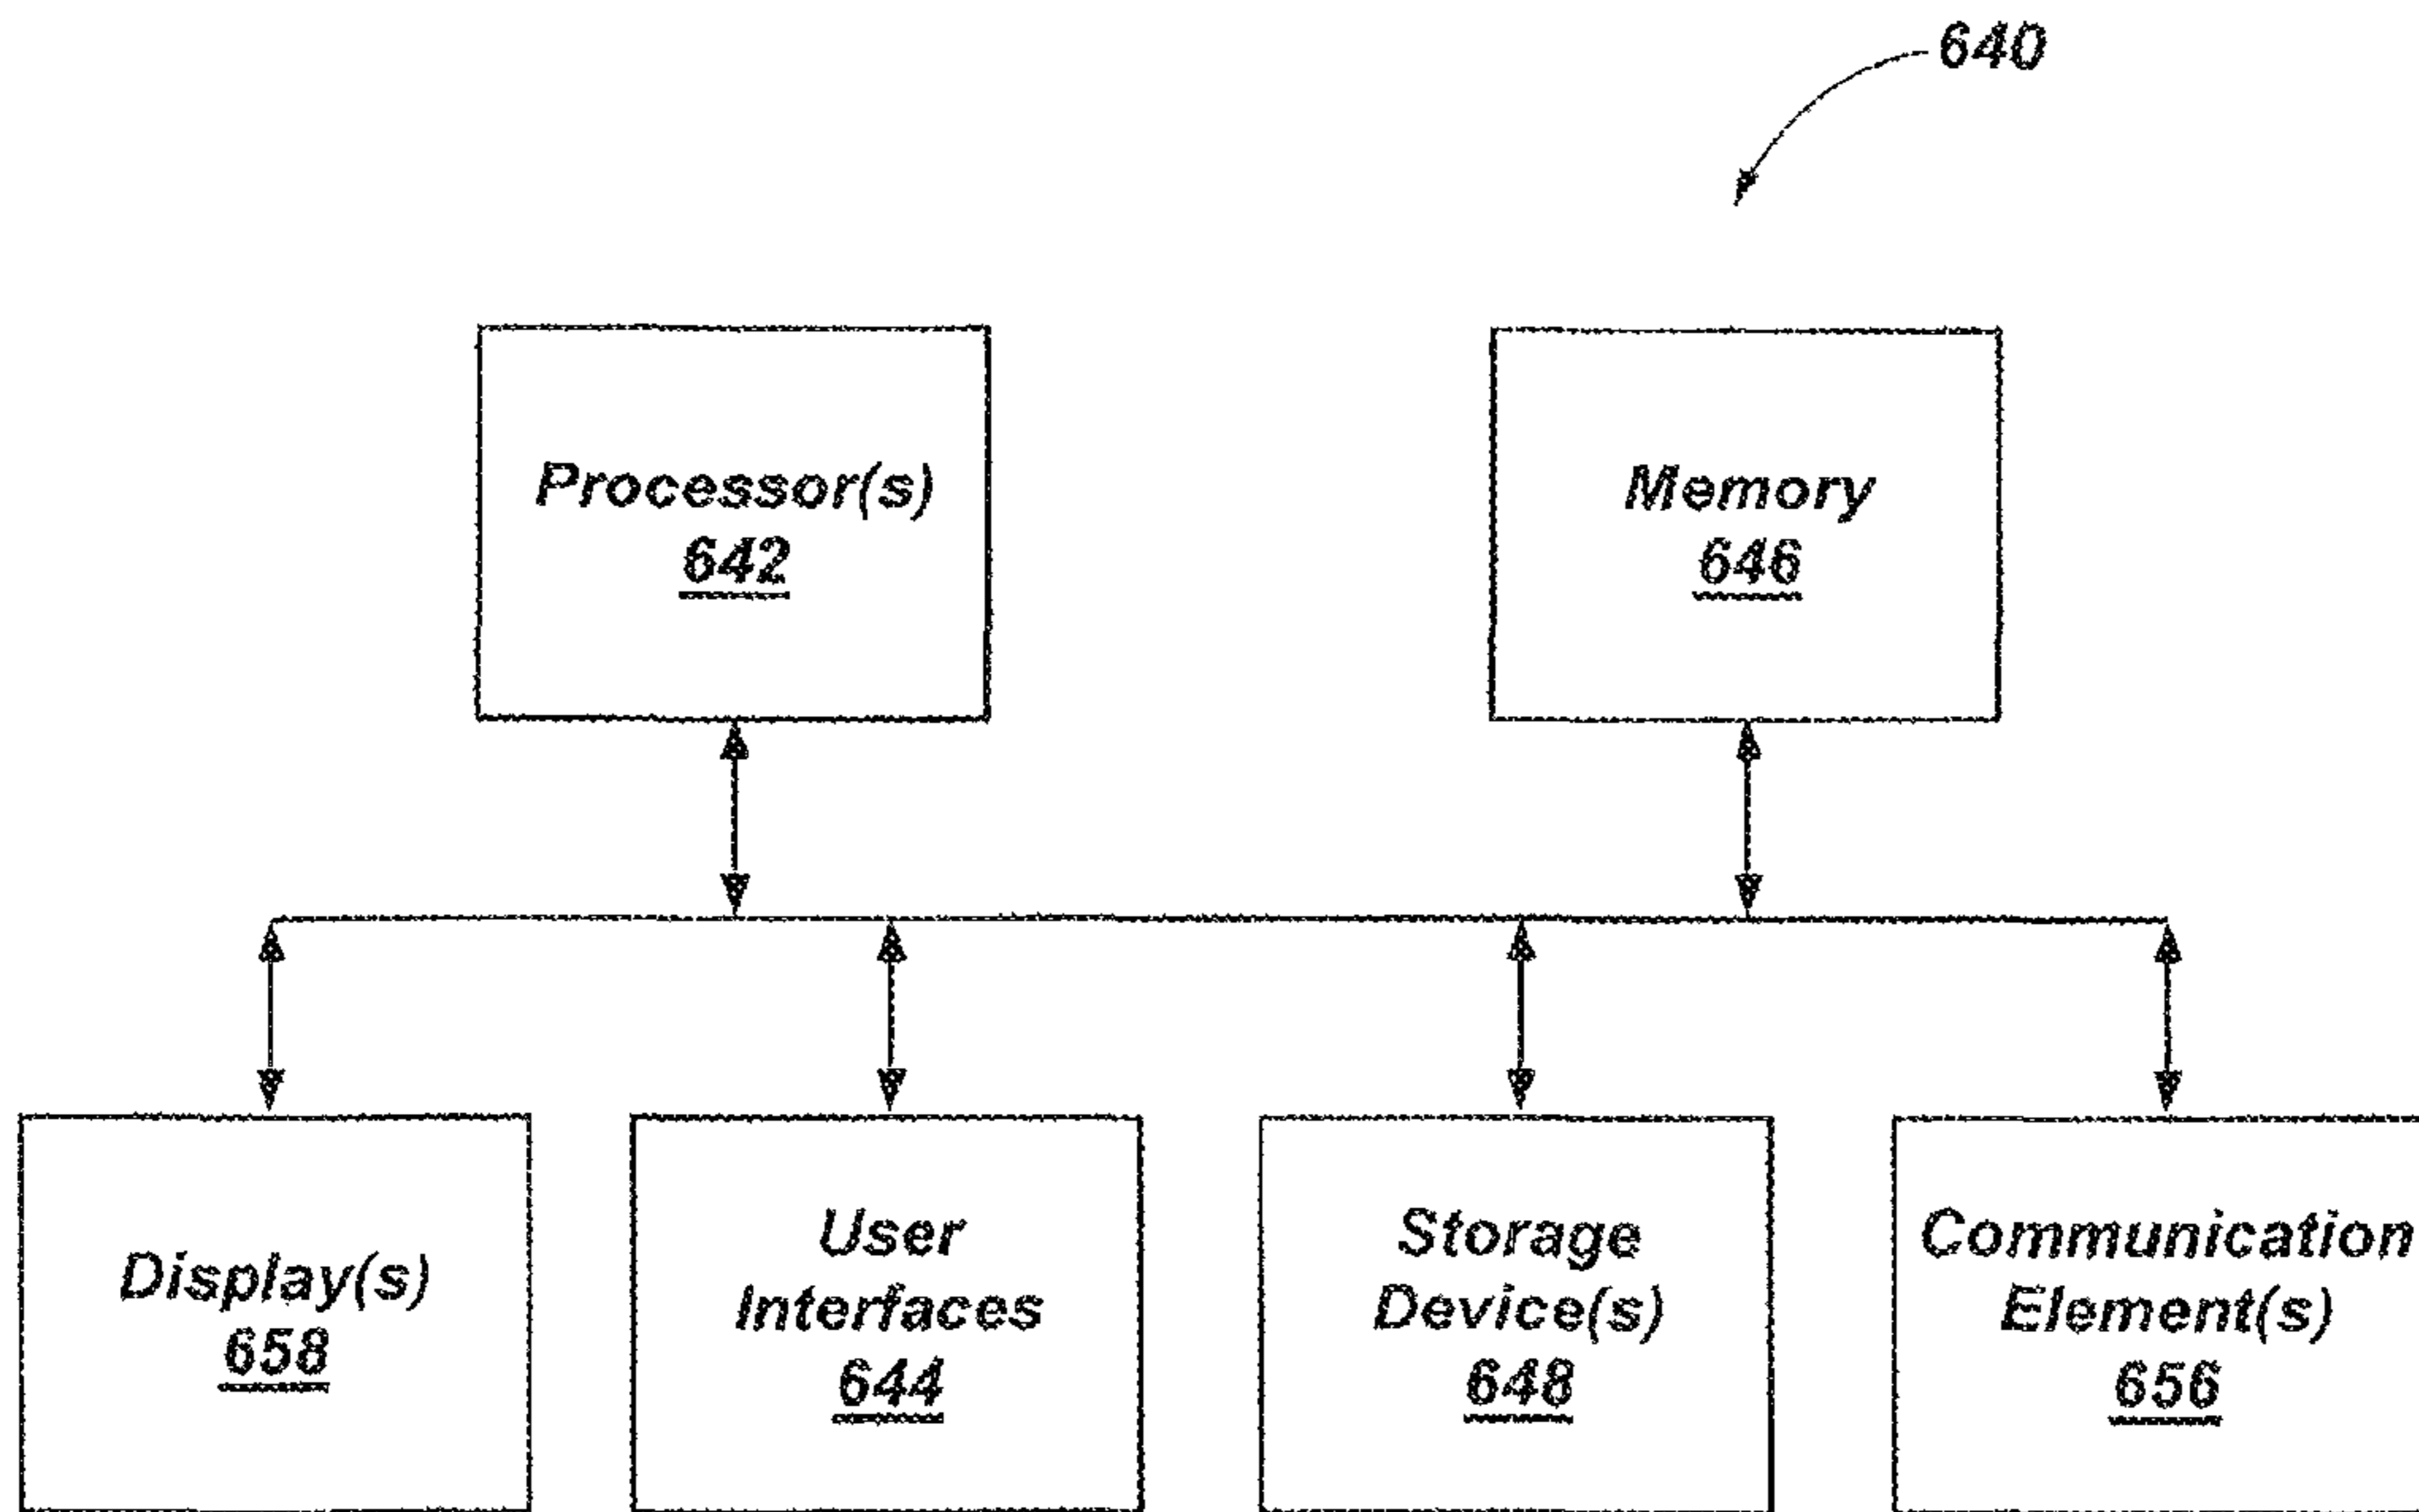 640
Processor(s)
642
Memory
646
Display(s)
658
User
Interfaces
644
Storage
Device(s)
648
Communication
Element(s)
656